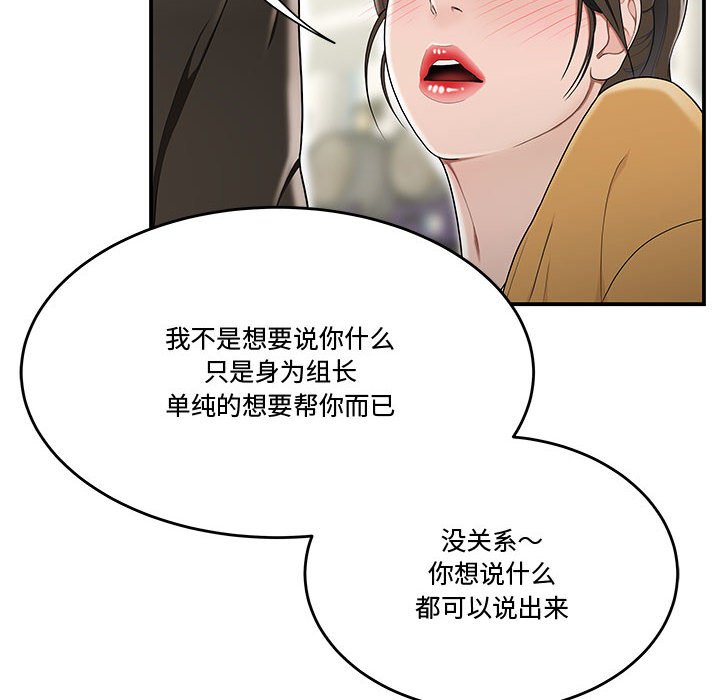 我不是想要说你什么
只是身为组长
单纯的想要帮你而已
没关系～
你想说什么
都可以说出来